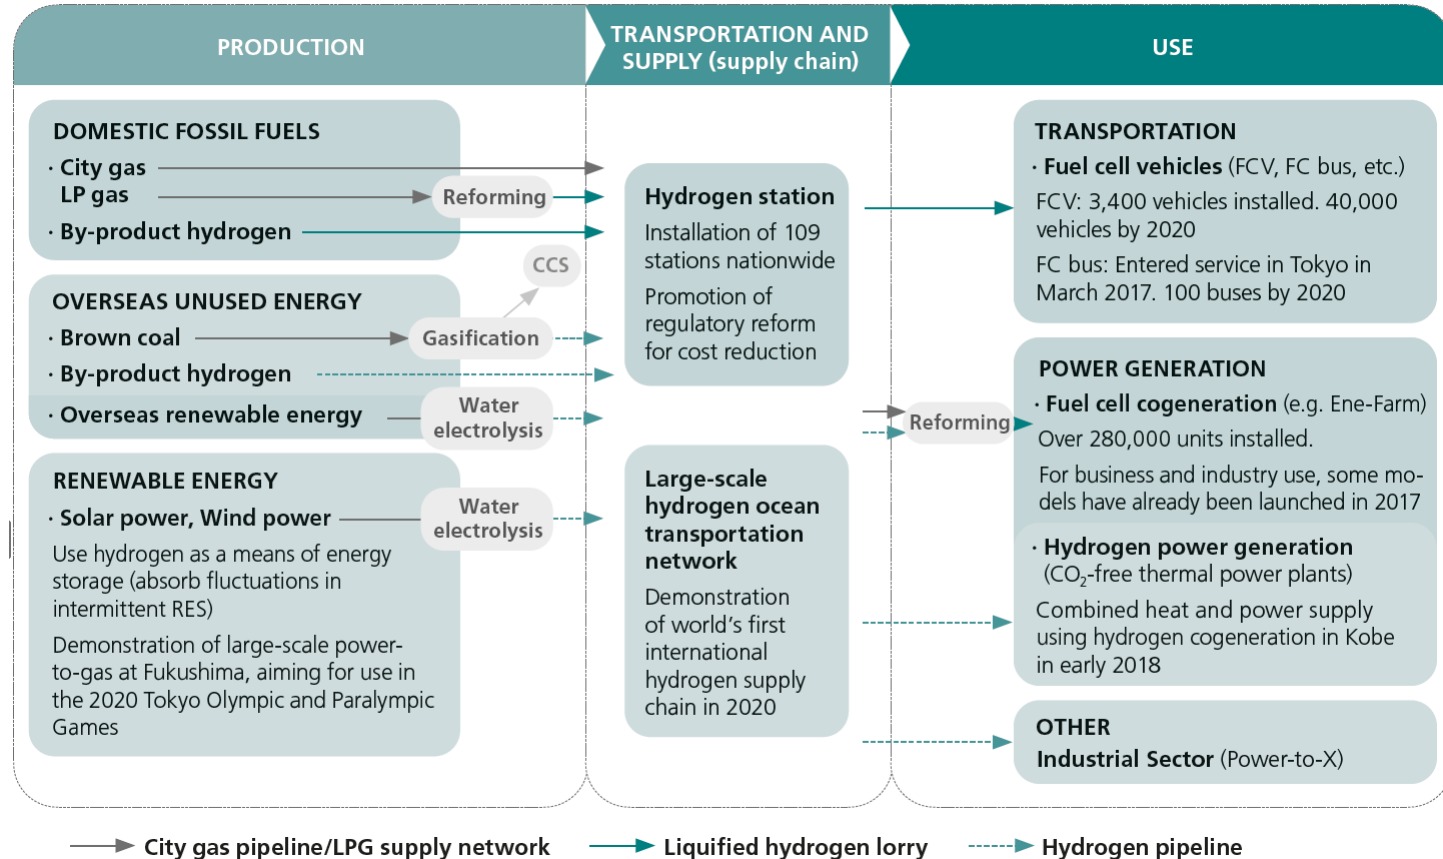 PRODUCTION
TRANSPORTATION AND
SUPPLY (supply chain)
USE
DOMESTIC FOSSIL FUELS
· City gas
LP gas
Reforming
· By-product hydrogen
CCS
OVERSEAS UNUSED ENERGY
· Brown coal
Gasification
· By-product hydrogen
· Overseas renewable energy
Water
electrolysis
RENEWABLE ENERGY
· Solar power, Wind power
Water
electrolysis
Use hydrogen as a means of energy
storage (absorb fluctuations in
intermittent RES)
Demonstration of large-scale power-
to-gas at Fukushima, aiming for use in
the 2020 Tokyo Olympic and Paralympic
Games
Hydrogen station
Installation of 109
stations nationwide
Promotion of
regulatory reform
for cost reduction
Large-scale
hydrogen ocean
transportation
network
Demonstration
of world's first
international
hydrogen supply
chain in 2020
TRANSPORTATION
· Fuel cell vehicles (FCV, FC bus, etc.)
FCV: 3,400 vehicles installed. 40,000
vehicles by 2020
FC bus: Entered service in Tokyo in
March 2017. 100 buses by 2020
Reforming
POWER GENERATION
· Fuel cell cogeneration (e.g. Ene-Farm)
Over 280,000 units installed.
For business and industry use, some mo-
dels have already been launched in 2017
· Hydrogen power generation
(CO₂-free thermal power plants)
Combined heat and power supply
using hydrogen cogeneration in Kobe
in early 2018
OTHER
Industrial Sector (Power-to-X)
City gas pipeline/LPG supply network
Liquified hydrogen lorry
Hydrogen pipeline